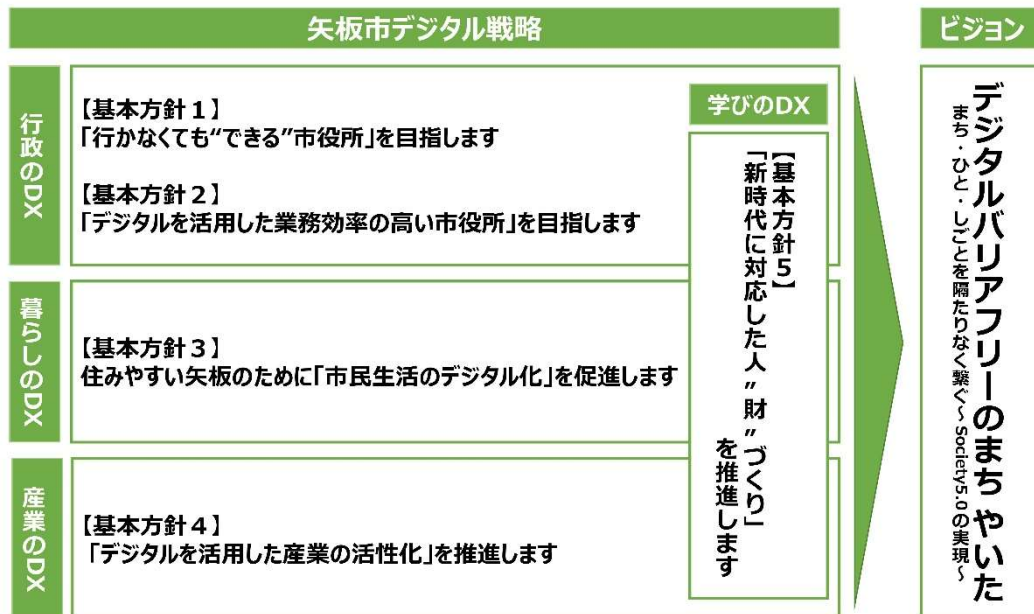 矢板市デジタル戦略
行政のDX
【基本方針１】
「行かなくても“できる”市役所」を目指します
【基本方針２】
「デジタルを活用した業務効率の高い市役所」を目指します
暮らしのDX
【基本方針３】
住みやすい矢板のために「市民生活のデジタル化」を促進します
産業のDX
【基本方針４】
「デジタルを活用した産業の活性化」を推進します
学びのDX
【基本方針５】
「新時代に対応した人”財”づくり」
を推進します
ビジョン
デジタルバリアフリーのまち やいた
まち・ひと・しごとを隔たりなく繋ぐ～Society5.0の実現～